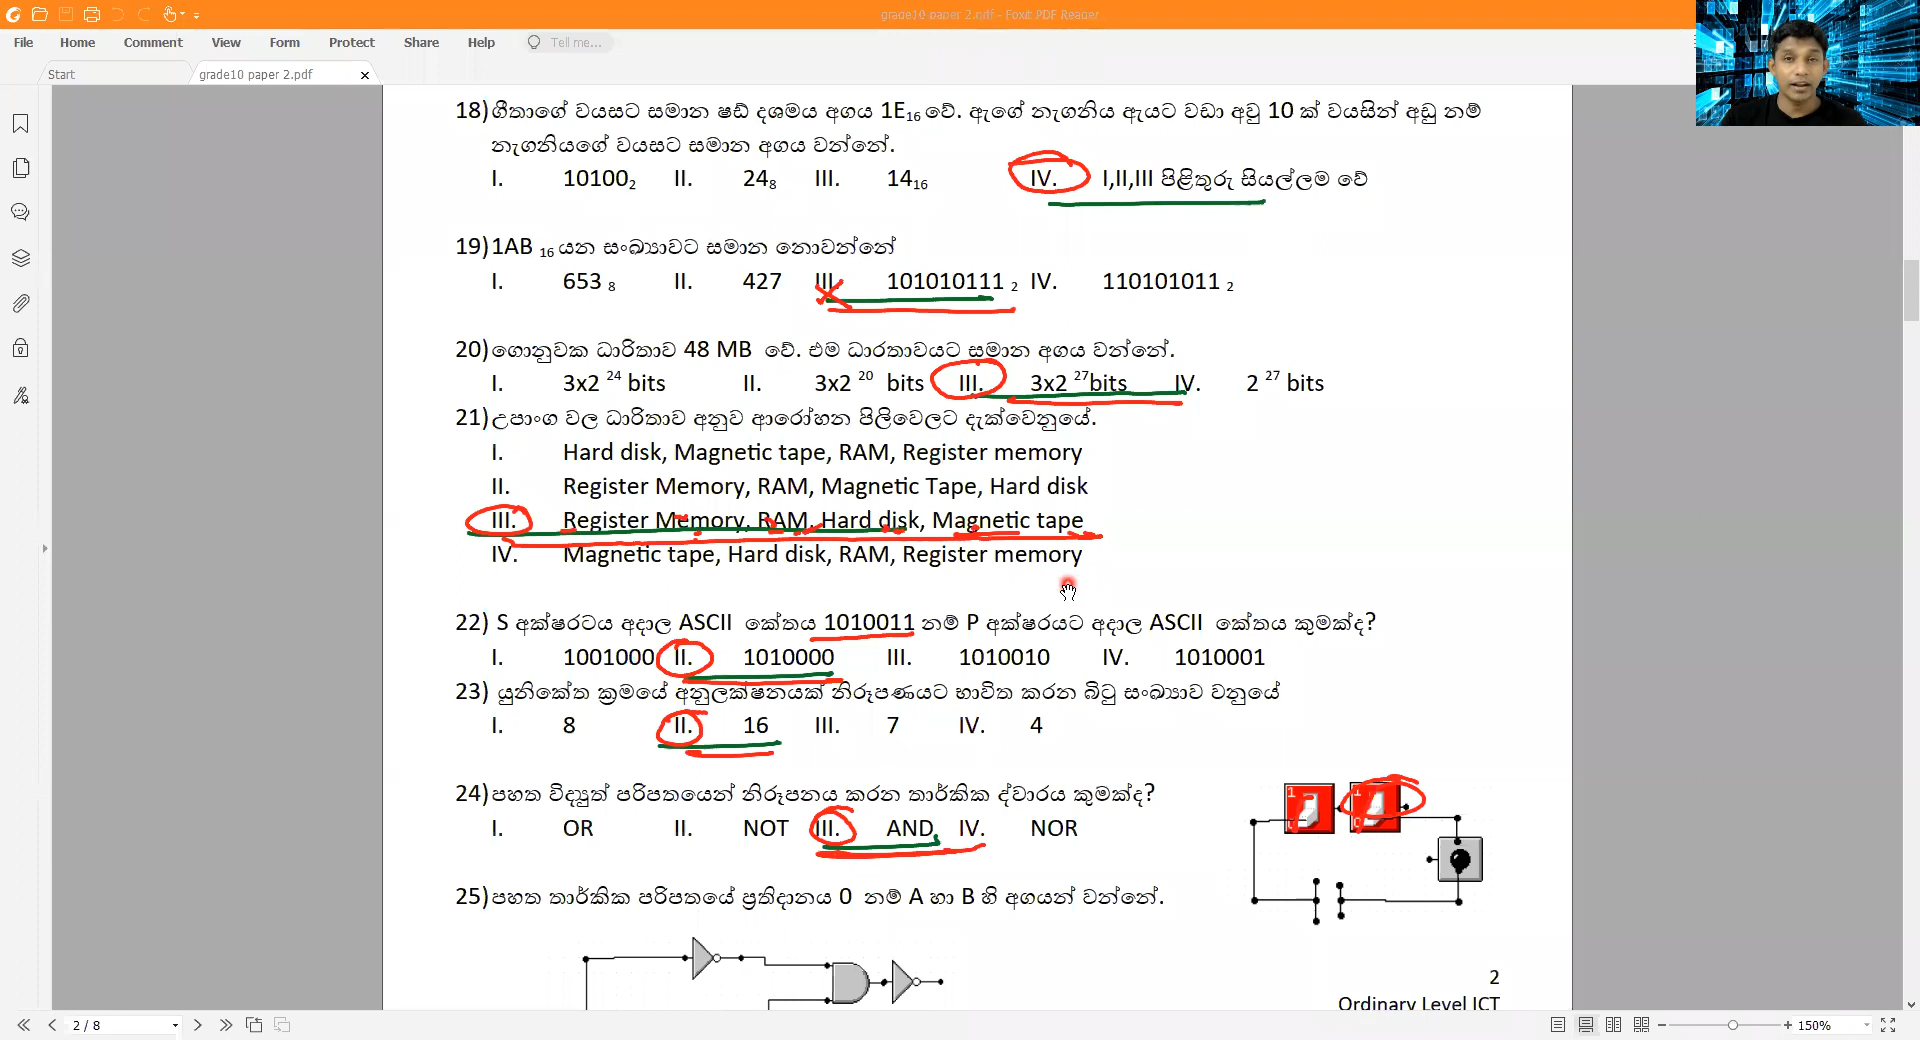 grade10 paper 2.pdf - Foxit PDF Reader
File Home Comment View Form Protect Share Help Tell me...
Start grade10 paper 2.pdf
18) ගීතාගේ වයසට සමාන ෂඩ් දශමය අගය 1E16 වේ. ඇගේ නැගනිය ඇයට වඩා අවු 10 ක් වයසින් අඩු නම්
නැගනියගේ වයසට සමාන අගය වන්නේ.
I. 10100₂ II. 24₈ III. 14₁₆ IV. I,II,III පිළිතුරු සියල්ලම වේ
19) 1AB ₁₆ යන සංඛ්‍යාවට සමාන නොවන්නේ
I. 653 ₈ II. 427 III. 101010111 ₂ IV. 110101011 ₂
20) ගොනුවක ධාරිතාව 48 MB වේ. එම ධාරතාවයට සමාන අගය වන්නේ.
I. 3x2 ²⁴ bits II. 3x2 ²⁰ bits III. 3x2 ²⁷bits IV. 2 ²⁷ bits
21) උපාංග වල ධාරිතාව අනුව ආරෝහන පිලිවෙලට දැක්වෙනුයේ.
I. Hard disk, Magnetic tape, RAM, Register memory
II. Register Memory, RAM, Magnetic Tape, Hard disk
III. Register Memory, RAM, Hard disk, Magnetic tape
IV. Magnetic tape, Hard disk, RAM, Register memory
22) S අක්ෂරටය අදාල ASCII කේතය 1010011 නම් P අක්ෂරයට අදාල ASCII කේතය කුමක්ද?
I. 1001000 II. 1010000 III. 1010010 IV. 1010001
23) යුනිකේත ක්‍රමයේ අනුලක්ෂනයක් නිරූපණයට භාවිත කරන බිටු සංඛ්‍යාව වනුයේ
I. 8 II. 16 III. 7 IV. 4
24) පහත විද්‍යුත් පරිපතයෙන් නිරූපනය කරන තාර්කික ද්වාරය කුමක්ද?
I. OR II. NOT III. AND IV. NOR
25) පහත තාර්කික පරිපතයේ ප්‍රතිදානය 0 නම් A හා B හි අගයන් වන්නේ.
2
Ordinary Level ICT
2 / 8
150%